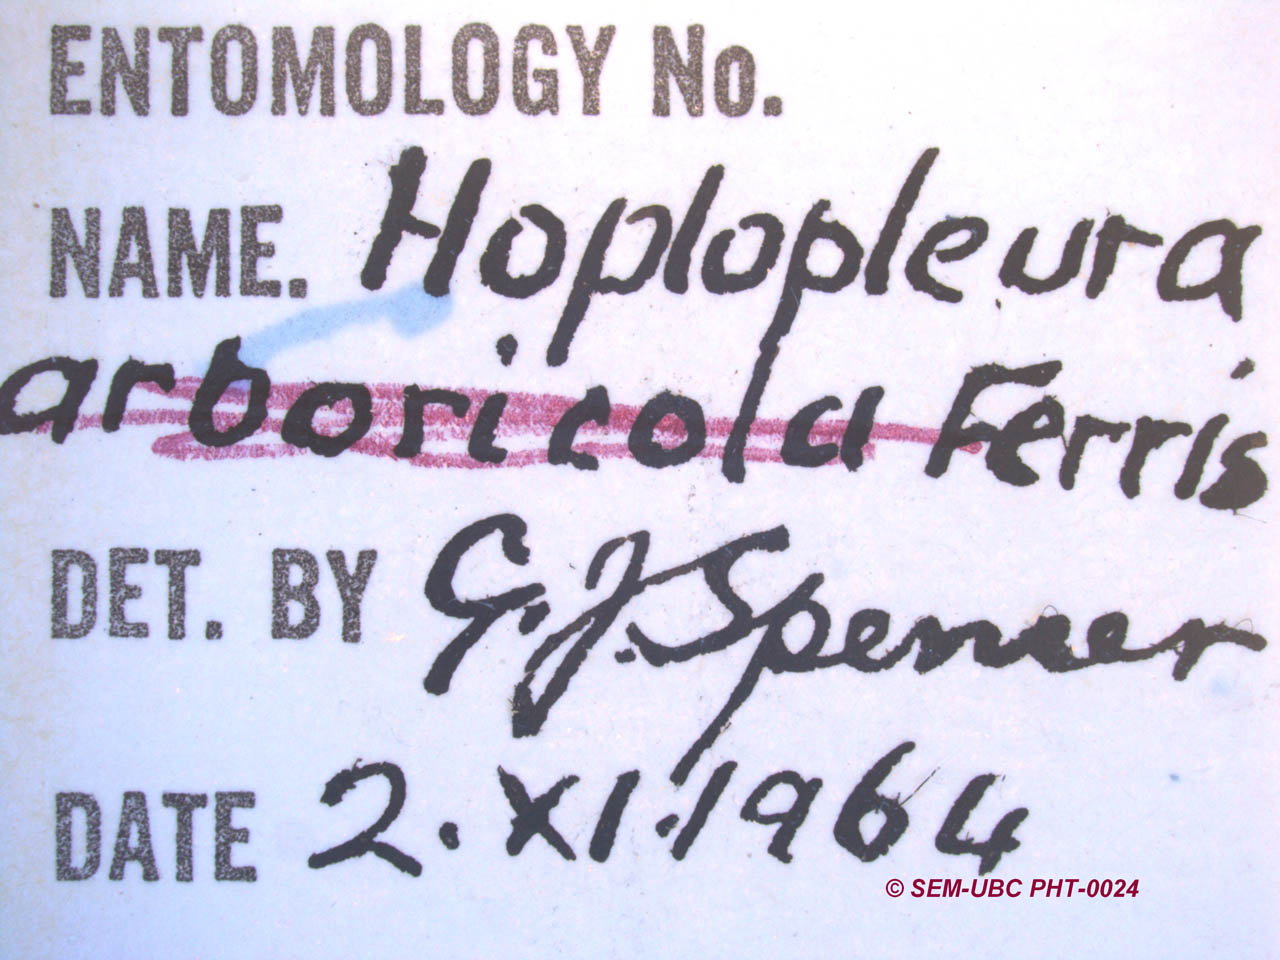 ENTOMOLOGY No.
NAME. Hoplopleura
arboricola Ferris
DET. BY G.J. Spencer
DATE 2.XI.1964
© SEM-UBC PHT-0024